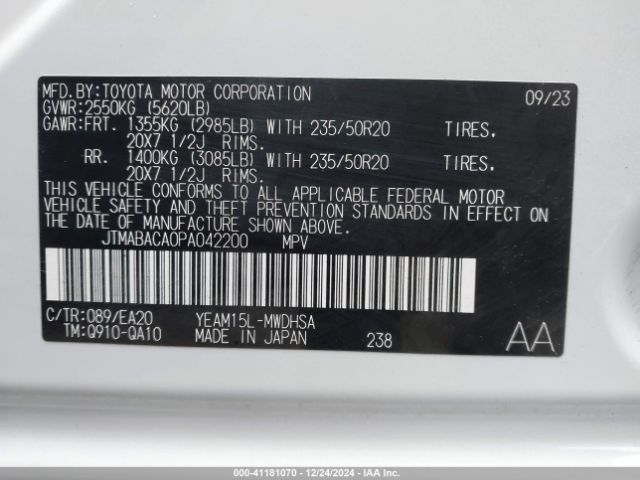 MFD.BY:TOYOTA MOTOR CORPORATION 09/23
GVWR:2550KG (5620LB)
GAWR:FRT. 1355KG (2985LB) WITH 235/50R20 TIRES,
20X7 1/2J RIMS.
RR. 1400KG (3085LB) WITH 235/50R20 TIRES,
20X7 1/2J RIMS.
THIS VEHICLE CONFORMS TO ALL APPLICABLE FEDERAL MOTOR
VEHICLE SAFETY AND THEFT PREVENTION STANDARDS IN EFFECT ON
THE DATE OF MANUFACTURE SHOWN ABOVE.
JTMABACA0PA042200 MPV
C/TR:089/EA20 YEAM15L-MWDHSA
TM:Q910-QA10 MADE IN JAPAN 238 AA
000-41181070 - 12/24/2024 - IAAI.com